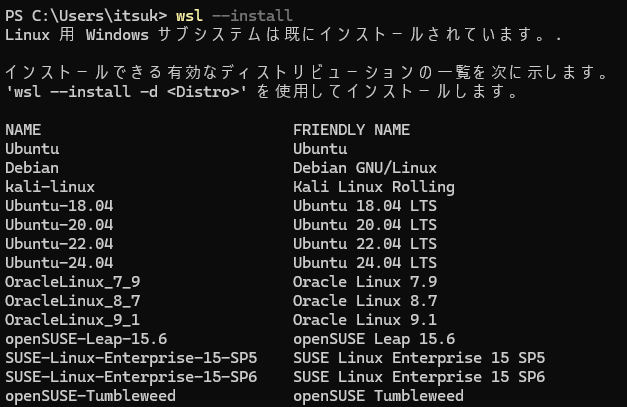 PS C:\Users\itsuk> wsl --install
Linux 用 Windows サブシステムは既にインストールされています。.
インストールできる有効なディストリビューションの一覧を次に示します。
'wsl --install -d <Distro>' を使用してインストールします。
NAME FRIENDLY NAME
Ubuntu Ubuntu
Debian Debian GNU/Linux
kali-linux Kali Linux Rolling
Ubuntu-18.04 Ubuntu 18.04 LTS
Ubuntu-20.04 Ubuntu 20.04 LTS
Ubuntu-22.04 Ubuntu 22.04 LTS
Ubuntu-24.04 Ubuntu 24.04 LTS
OracleLinux_7_9 Oracle Linux 7.9
OracleLinux_8_7 Oracle Linux 8.7
OracleLinux_9_1 Oracle Linux 9.1
openSUSE-Leap-15.6 openSUSE Leap 15.6
SUSE-Linux-Enterprise-15-SP5 SUSE Linux Enterprise 15 SP5
SUSE-Linux-Enterprise-15-SP6 SUSE Linux Enterprise 15 SP6
openSUSE-Tumbleweed openSUSE Tumbleweed